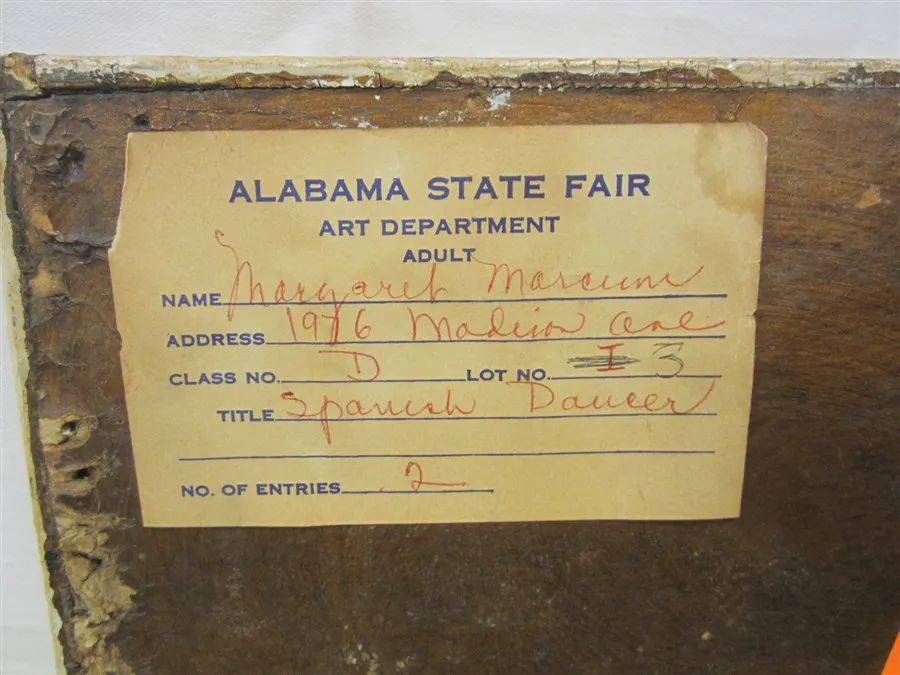 ALABAMA STATE FAIR
ART DEPARTMENT
ADULT
NAME Margaret Marcum
ADDRESS 1976 Madison Ave
CLASS NO. D LOT NO. I 3
TITLE Spanish Dancer
NO. OF ENTRIES 2